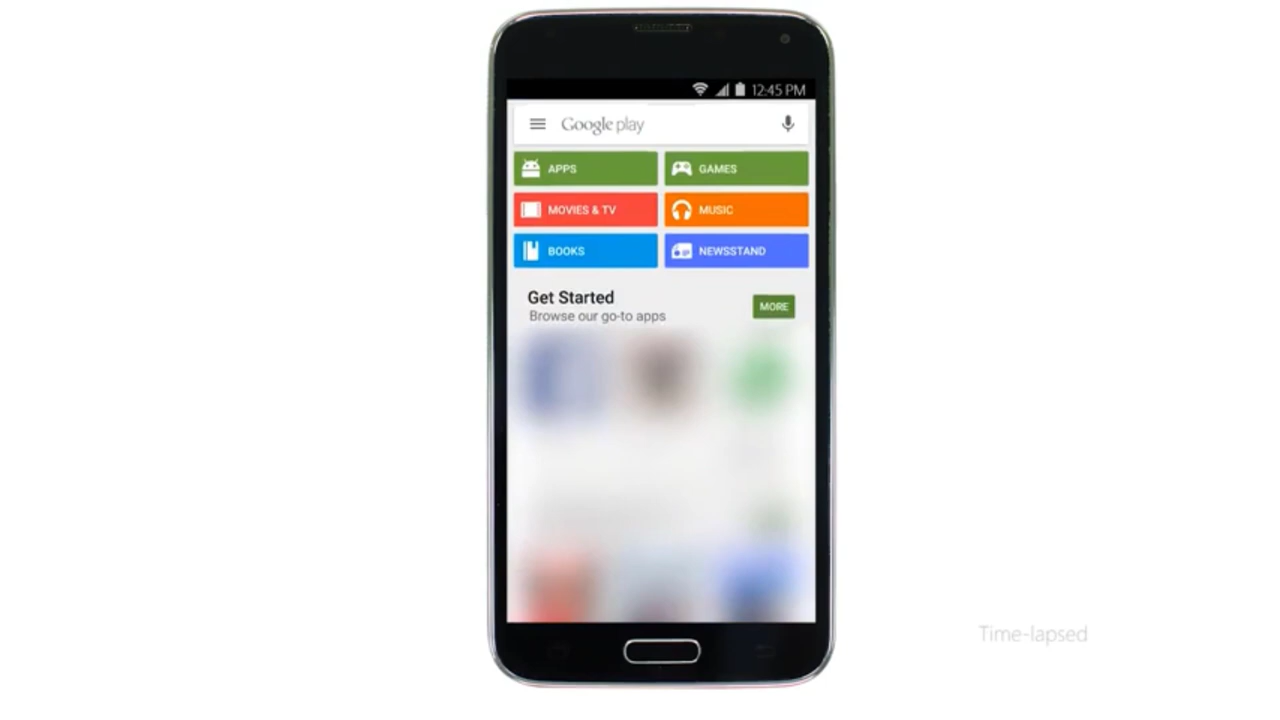 12:45 PM
Google play
APPS
GAMES
MOVIES & TV
MUSIC
BOOKS
NEWSSTAND
Get Started
MORE
Browse our go-to apps
Time-lapsed